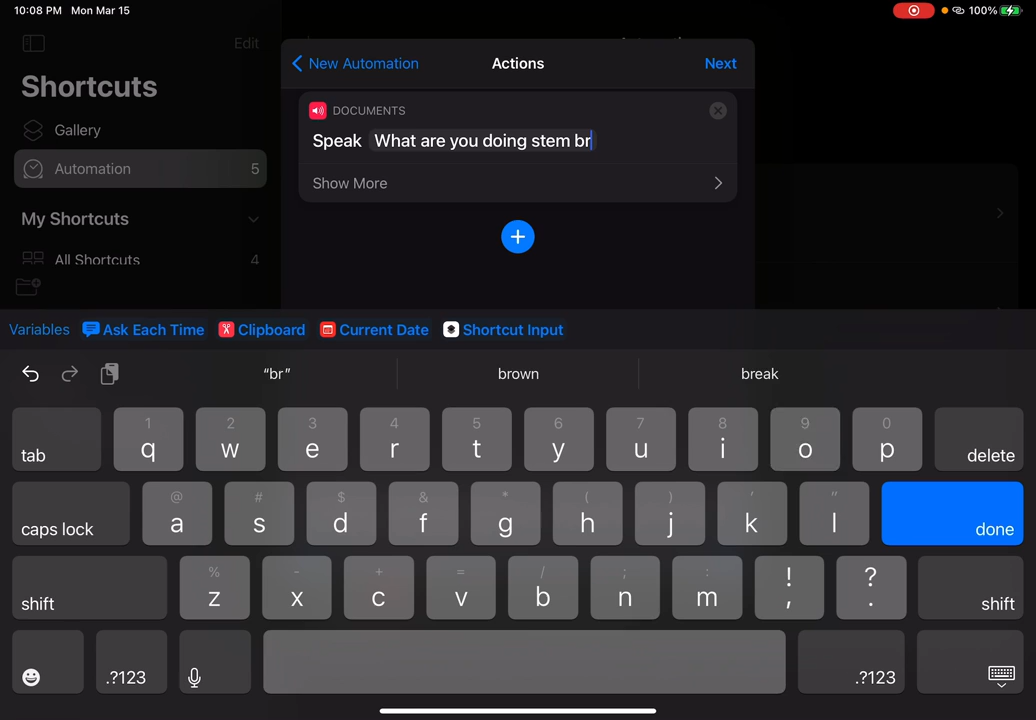 10:08 PM Mon Mar 15
100%
Edit
New Automation
Actions
Next
Shortcuts
DOCUMENTS
Gallery
Speak What are you doing stem br
Automation
5
Show More
My Shortcuts
All Shortcuts
4
Variables
Ask Each Time
Clipboard
Current Date
Shortcut Input
“br”
brown
break
1 2 3 4 5 6 7 8 9 0
tab q w e r t y u i o p delete
@ # $ & * ( ) ' "
caps lock a s d f g h j k l done
% - + = / ; : ! ?
shift z x c v b n m , . shift
.?123
.?123